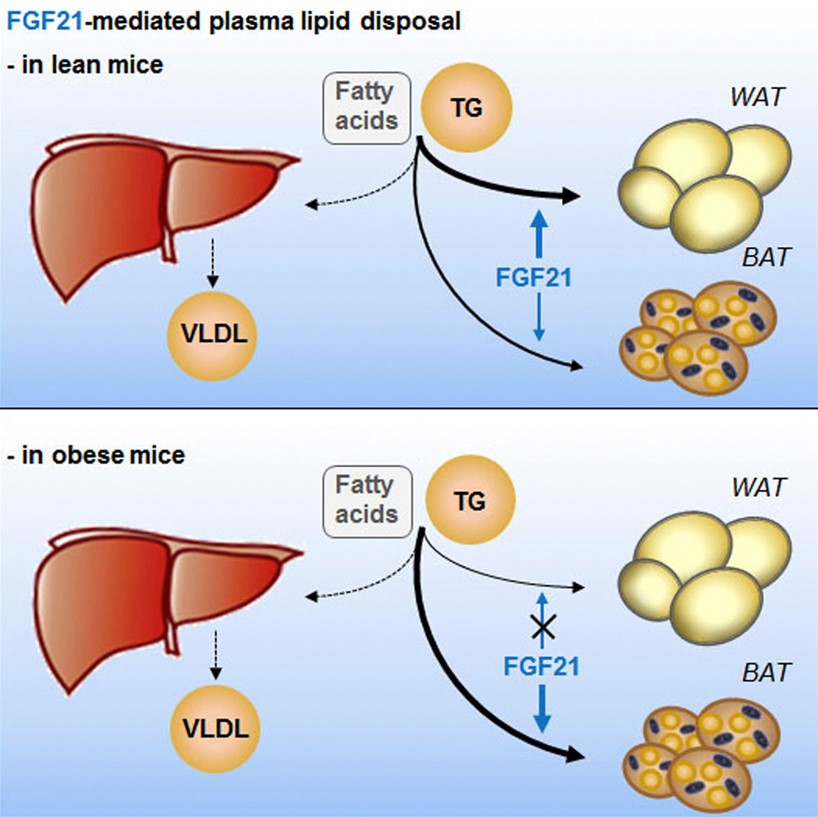 FGF21-mediated plasma lipid disposal
- in lean mice
Fatty
acids
TG
WAT
BAT
FGF21
VLDL
- in obese mice
Fatty
acids
TG
WAT
FGF21
BAT
VLDL